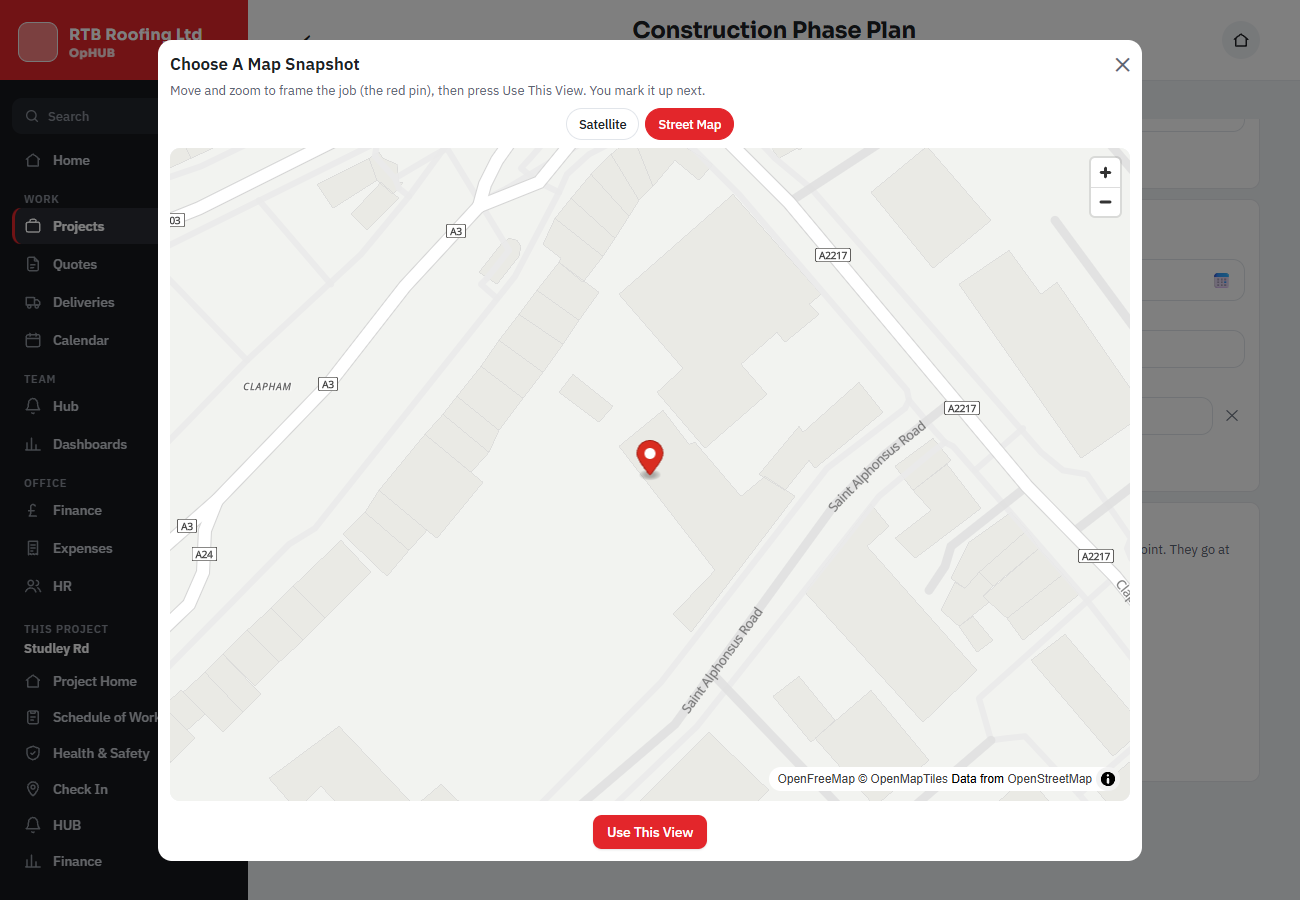 RTB Roofing Ltd
OpHUB
Construction Phase Plan
Search
Home
WORK
Projects
Quotes
Deliveries
Calendar
TEAM
Hub
Dashboards
OFFICE
Finance
Expenses
HR
THIS PROJECT
Studley Rd
Project Home
Schedule of Work
Health & Safety
Check In
HUB
Finance
Choose A Map Snapshot
Move and zoom to frame the job (the red pin), then press Use This View. You mark it up next.
Satellite
Street Map
03
A3
A2217
CLAPHAM
A3
A2217
Saint Alphonsus Road
A3
A24
A2217
Saint Alphonsus Road
OpenFreeMap © OpenMapTiles Data from OpenStreetMap
Use This View
oint. They go at